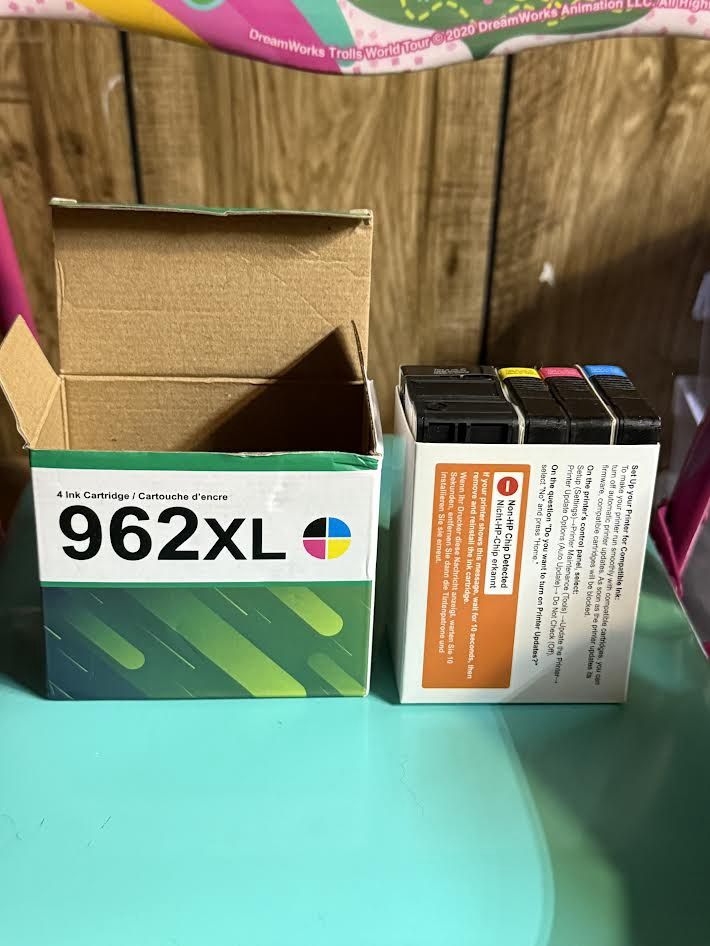 DreamWorks Trolls World Tour © 2020 DreamWorks Animation LLC. All Righ
4 Ink Cartridge / Cartouche d'encre
962XL
Set Up your Printer for Compatible Ink:
To make your printer run smoothly with compatible cartridges, you can
turn off automatic printer updates. As soon as the printer updates its
firmware, compatible cartridges will be blocked.
On the printer's control panel, select:
Setup (Settings)→Printer Maintenance (Tools) →Update the Printer→
Printer Update Options (Auto Update)→ Do Not Check (Off).
On the question "Do you want to turn on Printer Updates?"
select "No" and press "Home."
Non-HP Chip Detected
Nicht-HP-Chip erkannt
If your printer shows this message, wait for 10 seconds, then
remove and reinstall the ink cartridge.
Wenn Ihr Drucker diese Nachricht anzeigt, warten Sie 10
Sekunden, entfernen Sie dann die Tintenpatrone und
installieren Sie sie erneut.